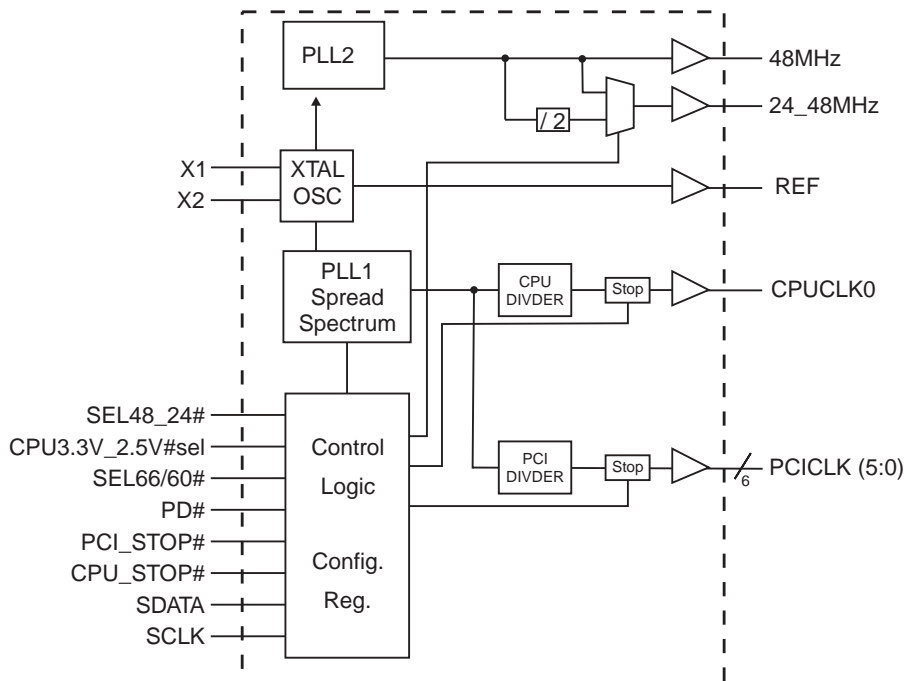 PLL2
48MHz
/ 2
24_48MHz
X1
X2
XTAL
OSC
REF
PLL1
Spread
Spectrum
CPU
DIVDER
Stop
CPUCLK0
SEL48_24#
CPU3.3V_2.5V#sel
SEL66/60#
PD#
PCI_STOP#
CPU_STOP#
SDATA
SCLK
Control
Logic
Config.
Reg.
PCI
DIVDER
Stop
6
PCICLK (5:0)